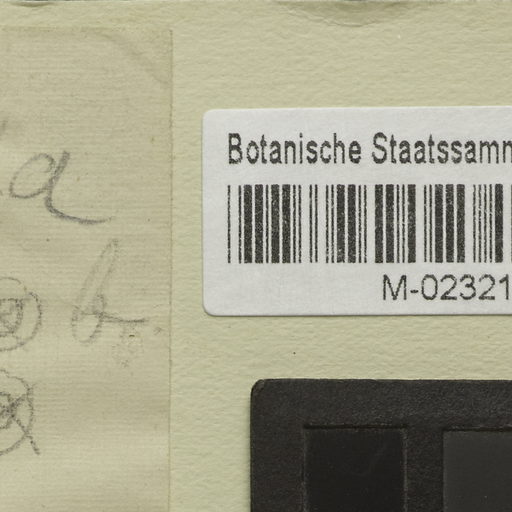 a
b
Botanische Staatssamm
M-02321